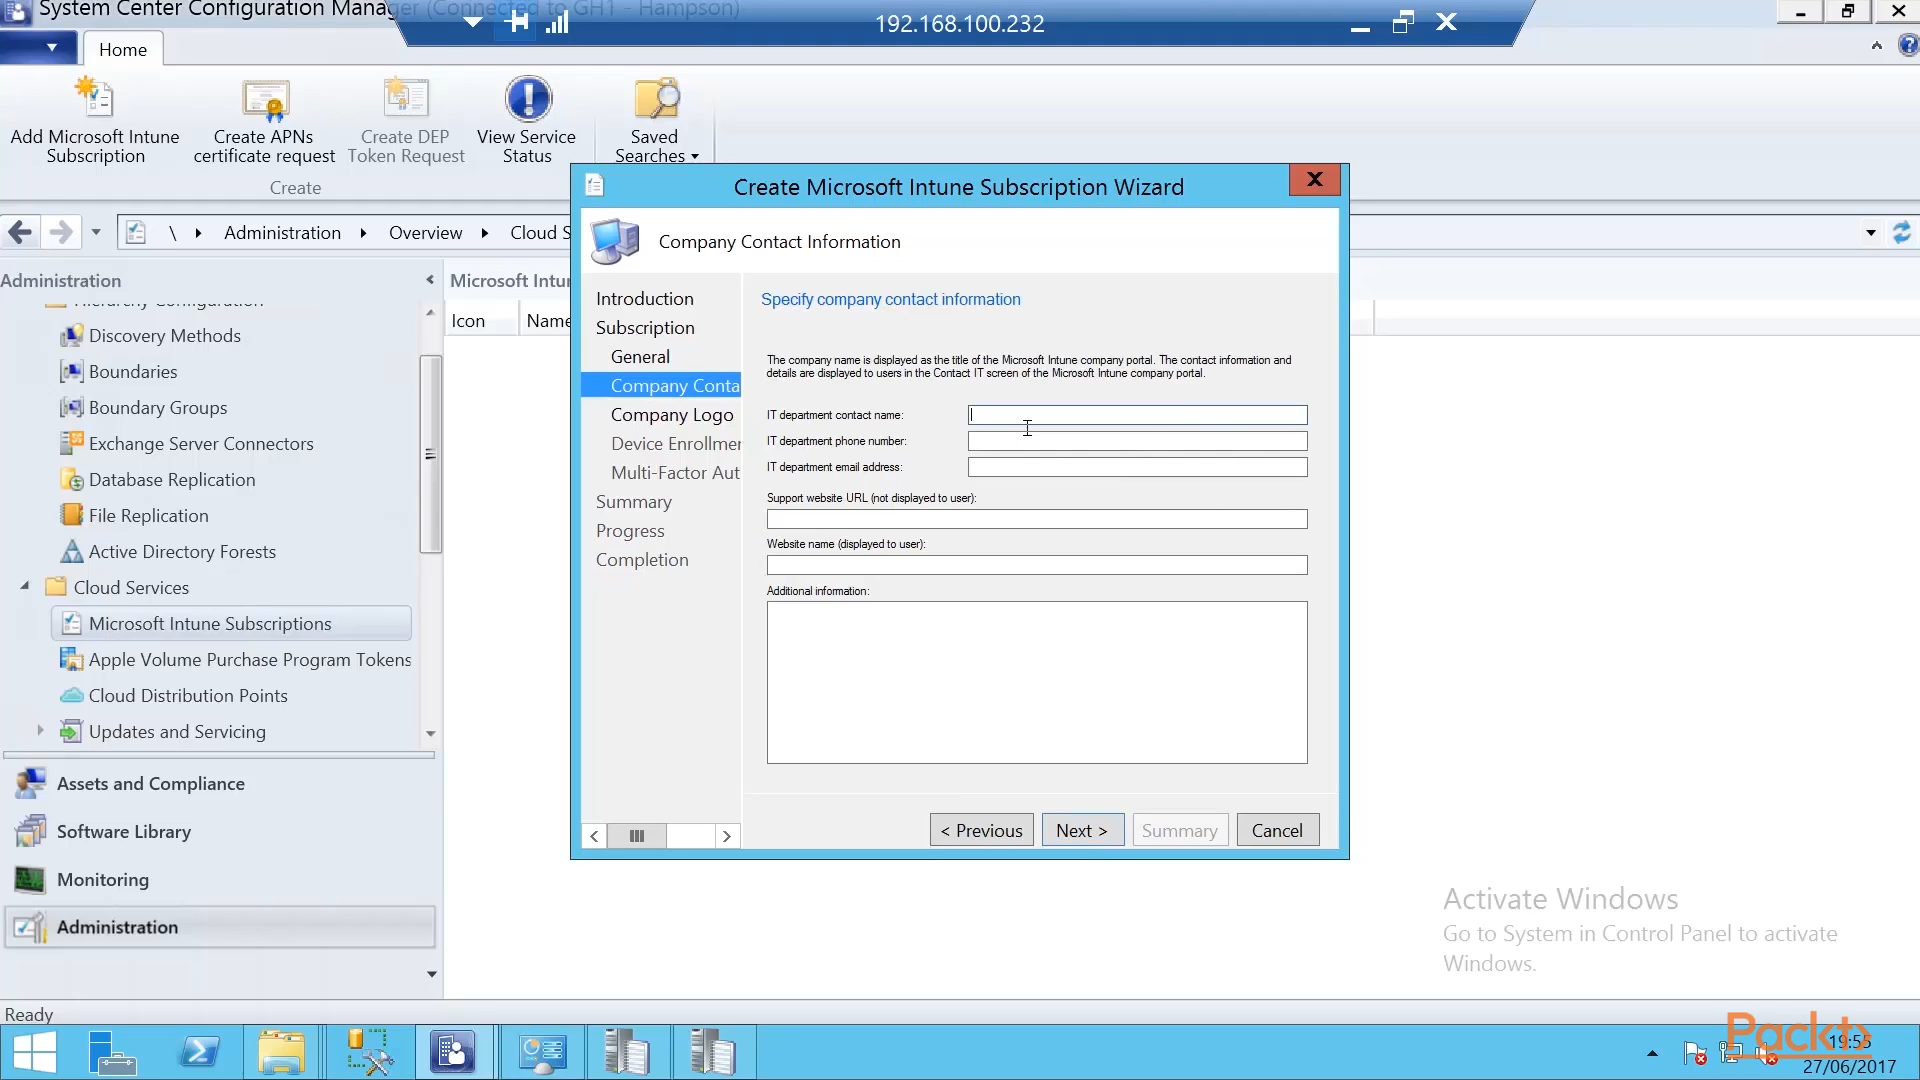 System Center Configuration Manager (Connected to GH1 - Hampson)
192.168.100.232
Home
Add Microsoft Intune
Subscription
Create APNs
certificate request
Create DEP
Token Request
View Service
Status
Saved
Searches
Create
\ Administration Overview Cloud S
Administration
Hierarchy Configuration
Discovery Methods
Boundaries
Boundary Groups
Exchange Server Connectors
Database Replication
File Replication
Active Directory Forests
Cloud Services
Microsoft Intune Subscriptions
Apple Volume Purchase Program Tokens
Cloud Distribution Points
Updates and Servicing
Assets and Compliance
Software Library
Monitoring
Administration
Ready
Microsoft Intun
Icon Name
Create Microsoft Intune Subscription Wizard
Company Contact Information
Introduction
Subscription
General
Company Conta
Company Logo
Device Enrollmer
Multi-Factor Aut
Summary
Progress
Completion
Specify company contact information
The company name is displayed as the title of the Microsoft Intune company portal. The contact information and
details are displayed to users in the Contact IT screen of the Microsoft Intune company portal.
IT department contact name:
IT department phone number:
IT department email address:
Support website URL (not displayed to user):
Website name (displayed to user):
Additional information:
< Previous
Next >
Summary
Cancel
Activate Windows
Go to System in Control Panel to activate
Windows.
Packt>
19:55
27/06/2017